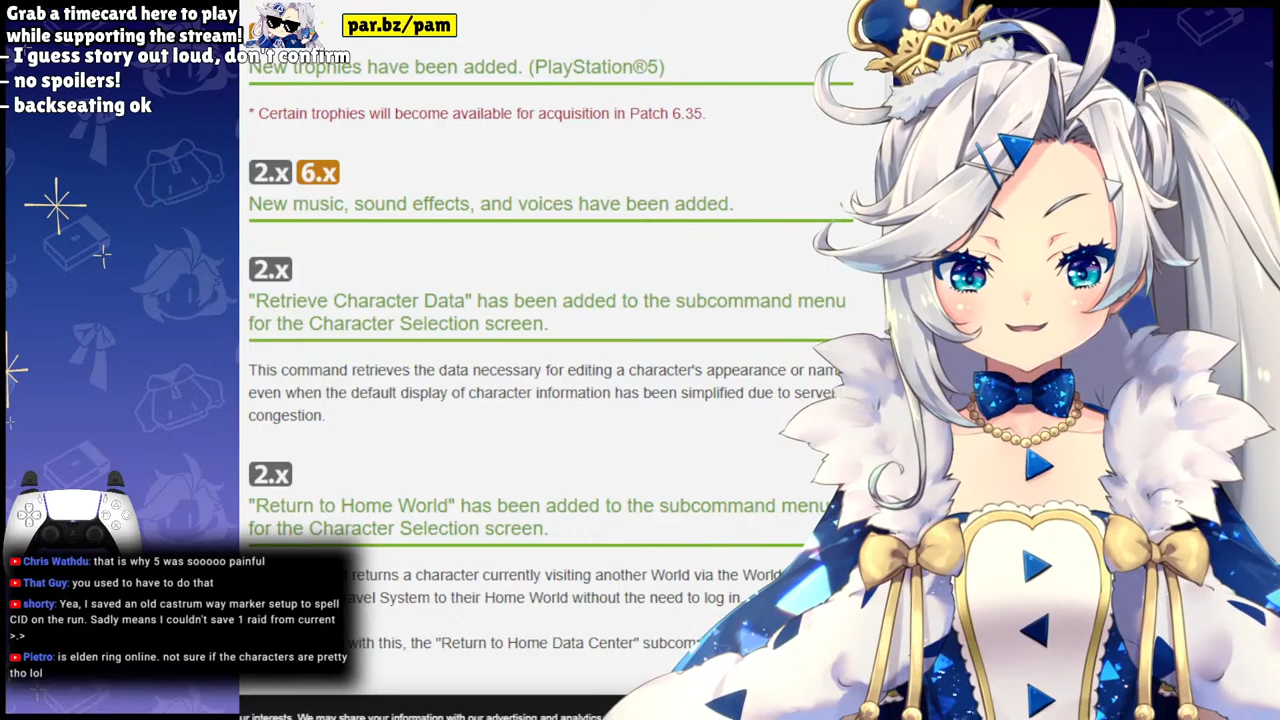 Grab a timecard here to play
while supporting the stream!
par.bz/pam
- I guess story out loud, don't confirm
- no spoilers!
- backseating ok
New trophies have been added. (PlayStation®5)
* Certain trophies will become available for acquisition in Patch 6.35.
2.x 6.x
New music, sound effects, and voices have been added.
2.x
"Retrieve Character Data" has been added to the subcommand menu
for the Character Selection screen.
This command retrieves the data necessary for editing a character's appearance or name
even when the default display of character information has been simplified due to server
congestion.
2.x
"Return to Home World" has been added to the subcommand menu
for the Character Selection screen.
returns a character currently visiting another World via the World
avel System to their Home World without the need to log in.
with this, the "Return to Home Data Center" subcom
ur interests. We may share your information with our advertising and analytics
Chris Wathdu: that is why 5 was sooooo painful
That Guy: you used to have to do that
shorty: Yea, I saved an old castrum way marker setup to spell
CID on the run. Sadly means I couldn't save 1 raid from current
>.>
Pietro: is elden ring online. not sure if the characters are pretty
tho lol